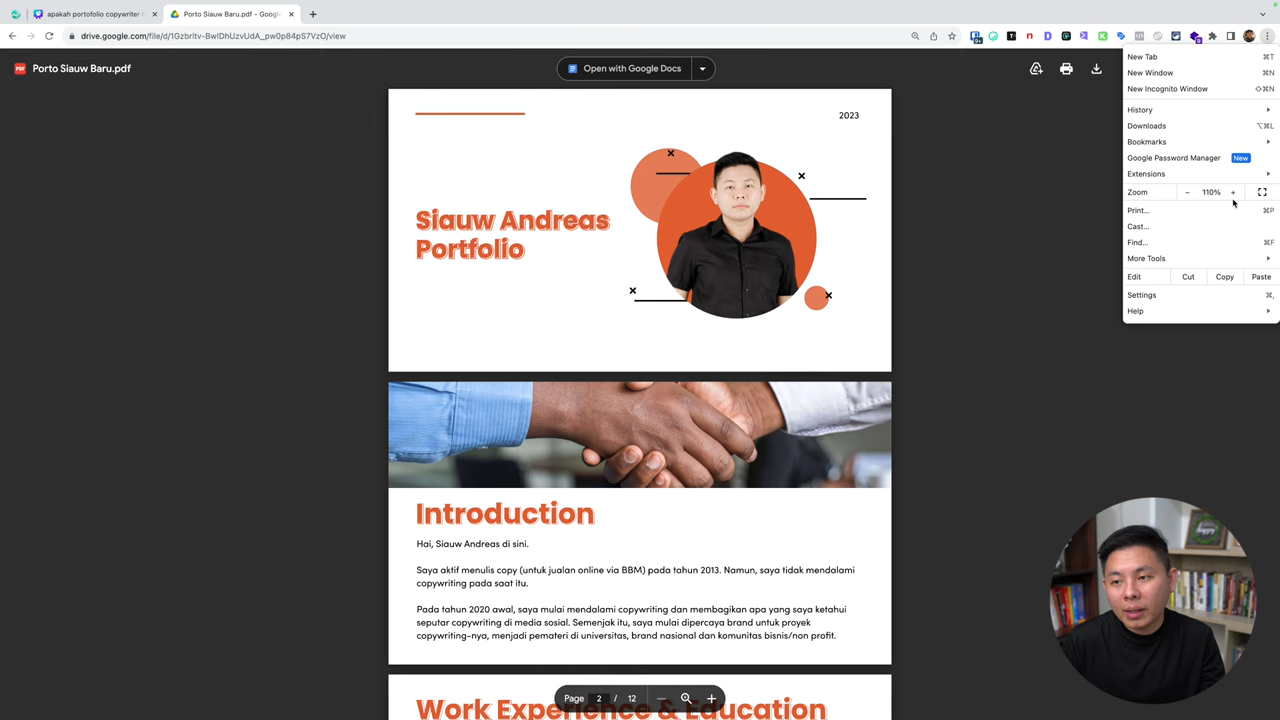 apakah portofolio copywriter
Porto Siauw Baru.pdf - Goog
drive.google.com/file/d/1Gzbrltv-BwIDhUzvUdA_pw0p84pS7VzO/view
PDF
Porto Siauw Baru.pdf
Open with Google Docs
2023
Siauw Andreas
Portfolio
Introduction
Hai, Siauw Andreas di sini.
Saya aktif menulis copy (untuk jualan online via BBM) pada tahun 2013. Namun, saya tidak mendalami
copywriting pada saat itu.
Pada tahun 2020 awal, saya mulai mendalami copywriting dan membagikan apa yang saya ketahui
seputar copywriting di media sosial. Semenjak itu, saya mulai dipercaya brand untuk proyek
copywriting-nya, menjadi pemateri di universitas, brand nasional dan komunitas bisnis/non profit.
Work Experience & Education
Page 2 / 12
New Tab ⌘T
New Window ⌘N
New Incognito Window ⇧⌘N
History
Downloads ⌥⌘L
Bookmarks
Google Password Manager New
Extensions
Zoom − 110% +
Print... ⌘P
Cast...
Find... ⌘F
More Tools
Edit Cut Copy Paste
Settings ⌘,
Help